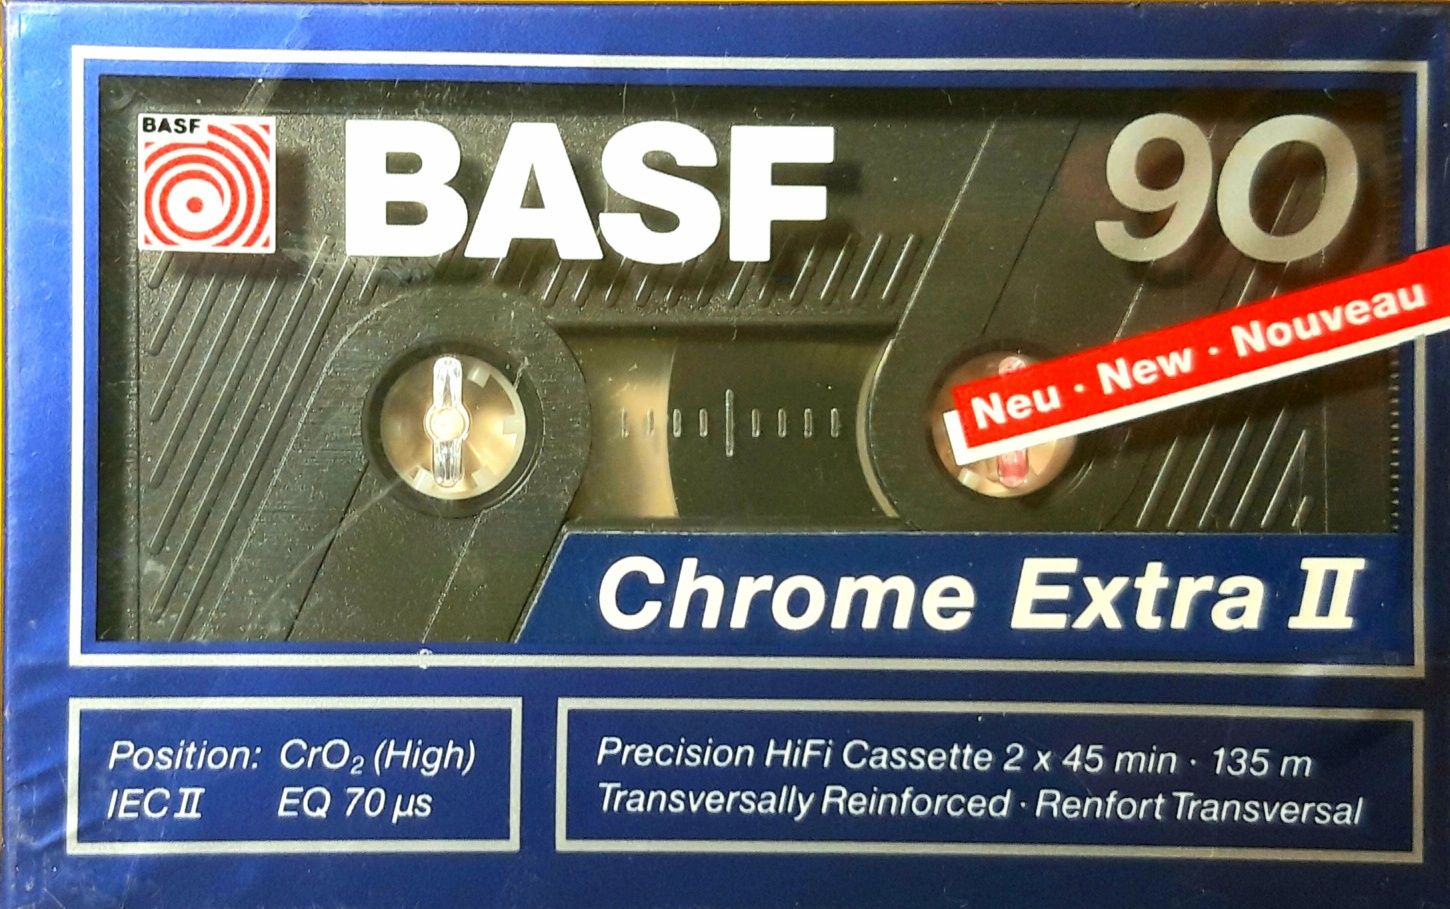 BASF
BASF
90
Neu · New · Nouveau
Chrome Extra II
Position: CrO₂ (High)
IEC II EQ 70 µs
Precision HiFi Cassette 2 x 45 min · 135 m
Transversally Reinforced · Renfort Transversal